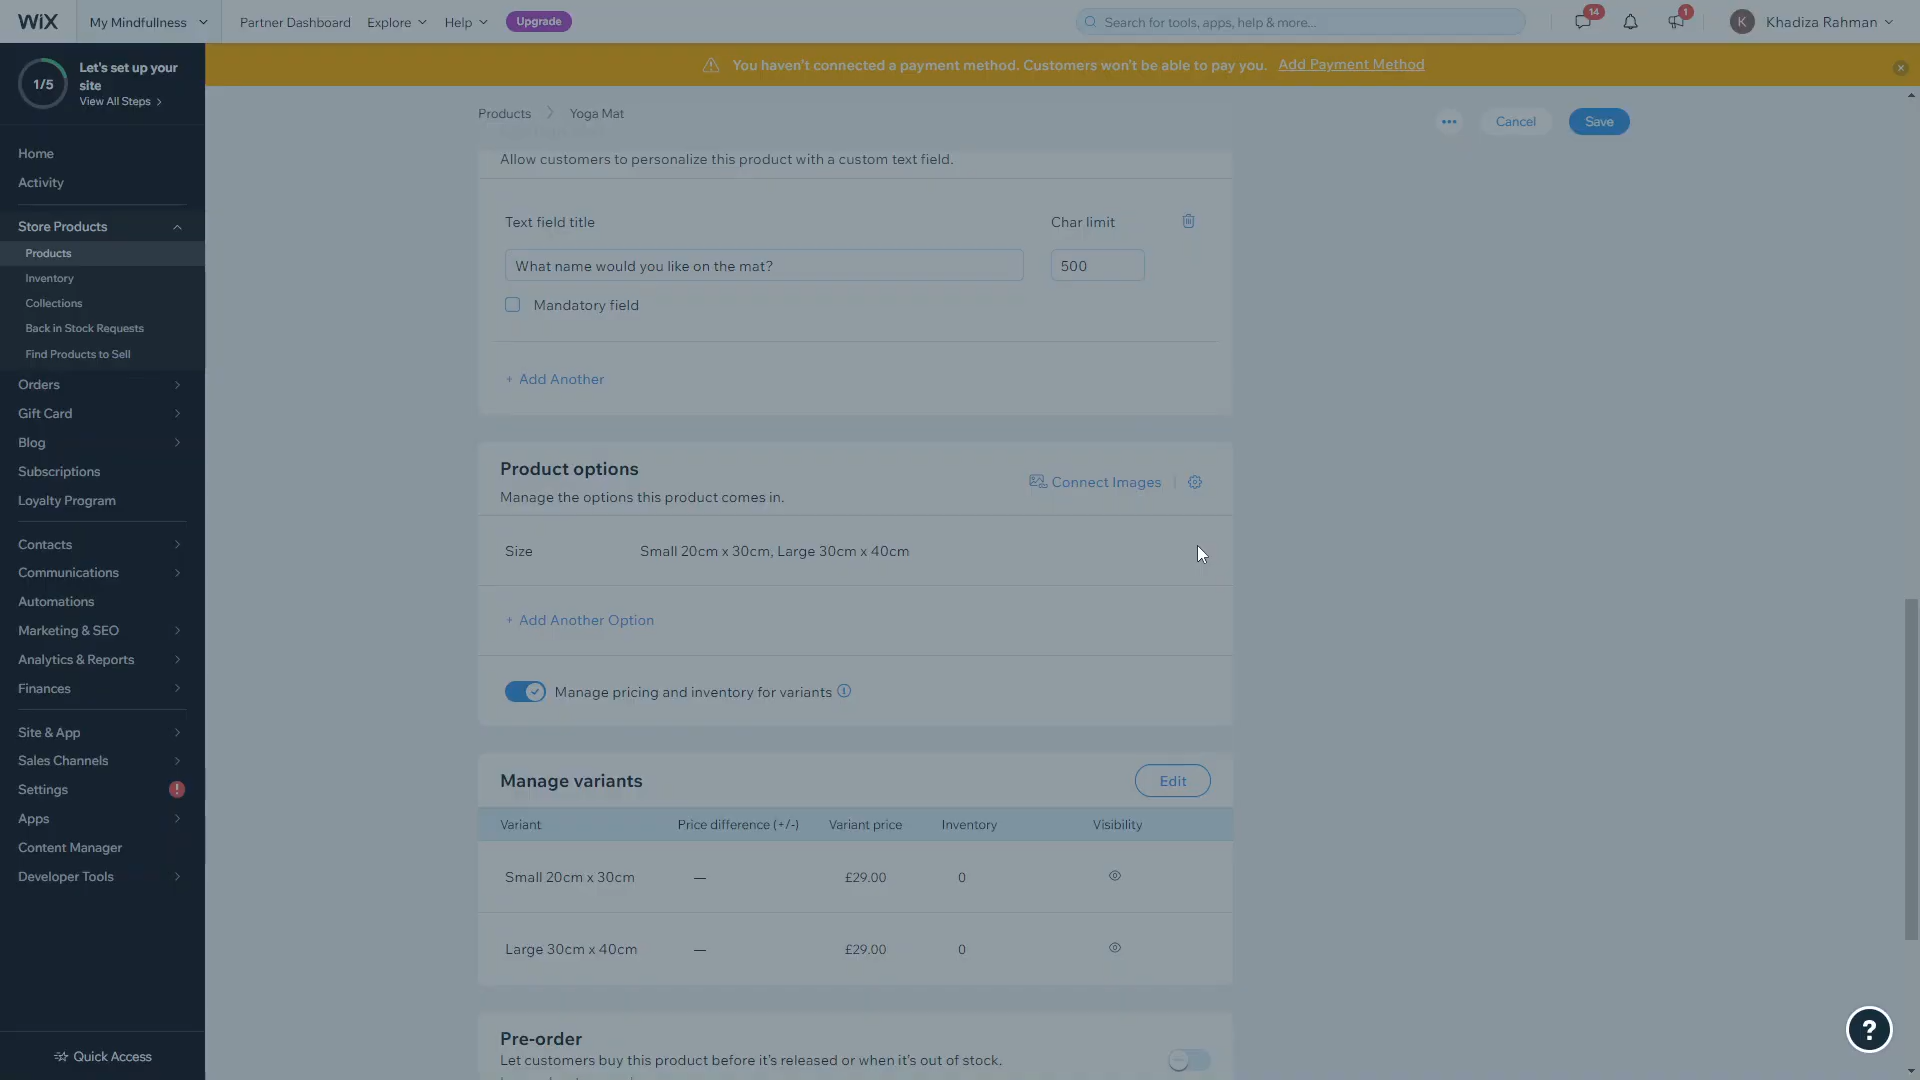 WiX
My Mindfullness
Partner Dashboard
Explore
Help
Upgrade
Search for tools, apps, help & more...
14
1
K
Khadiza Rahman
You haven't connected a payment method. Customers won't be able to pay you. Add Payment Method
1/5
Let's set up your
site
View All Steps
Home
Activity
Store Products
Products
Inventory
Collections
Back in Stock Requests
Find Products to Sell
Orders
Gift Card
Blog
Subscriptions
Loyalty Program
Contacts
Communications
Automations
Marketing & SEO
Analytics & Reports
Finances
Site & App
Sales Channels
Settings
!
Apps
Content Manager
Developer Tools
Quick Access
Products > Yoga Mat
Cancel
Save
Allow customers to personalize this product with a custom text field.
Text field title
Char limit
What name would you like on the mat?
500
Mandatory field
+ Add Another
Product options
Manage the options this product comes in.
Connect Images
Size
Small 20cm x 30cm, Large 30cm x 40cm
+ Add Another Option
Manage pricing and inventory for variants
Manage variants
Edit
Variant Price difference (+/-) Variant price Inventory Visibility
Small 20cm x 30cm — £29.00 0
Large 30cm x 40cm — £29.00 0
Pre-order
Let customers buy this product before it's released or when it's out of stock.
?